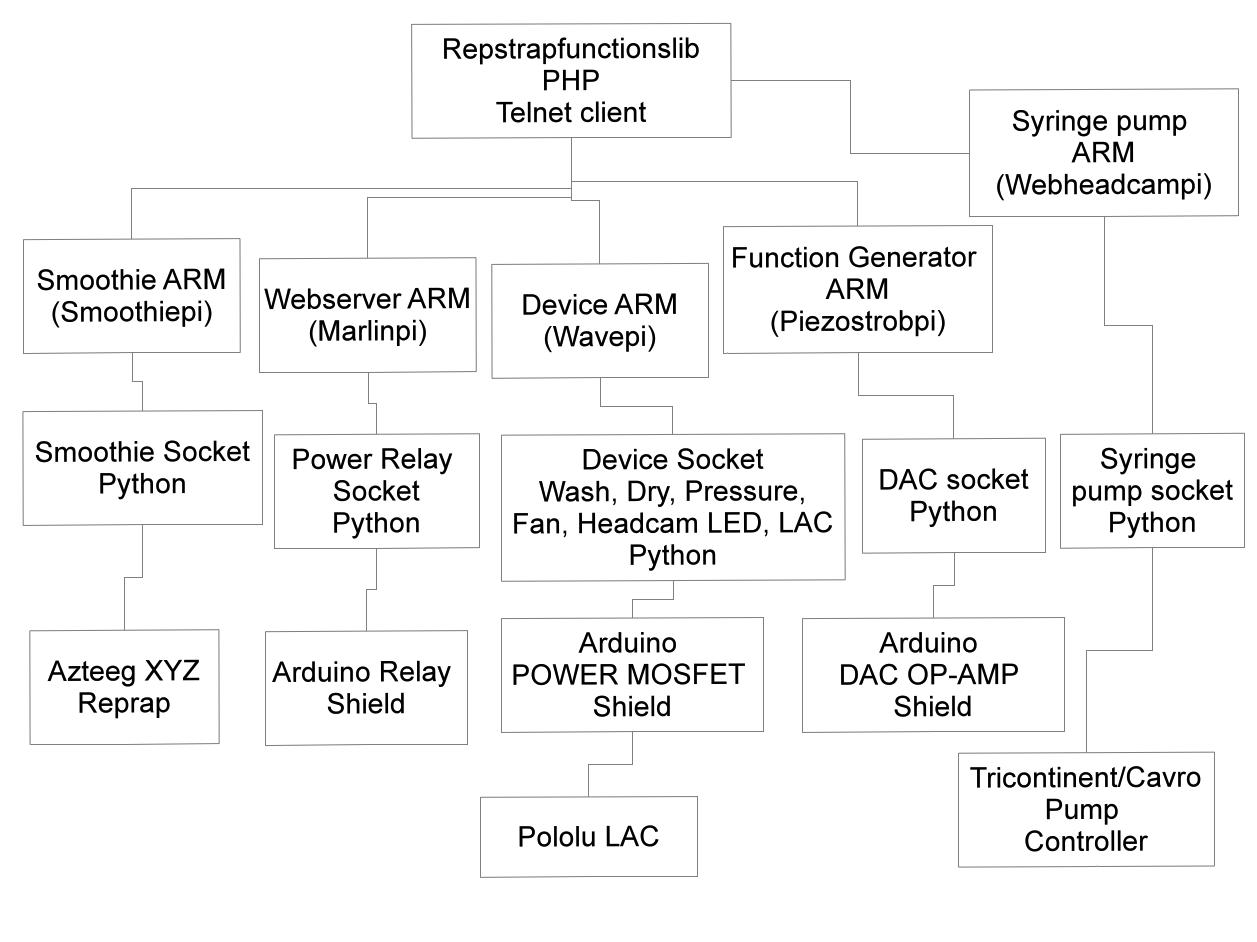 Repstrapfunctionslib
PHP
Telnet client
Syringe pump
ARM
(Webheadcampi)
Smoothie ARM
(Smoothiepi)
Webserver ARM
(Marlinpi)
Device ARM
(Wavepi)
Function Generator
ARM
(Piezostrobpi)
Smoothie Socket
Python
Power Relay
Socket
Python
Device Socket
Wash, Dry, Pressure,
Fan, Headcam LED, LAC
Python
DAC socket
Python
Syringe
pump socket
Python
Azteeg XYZ
Reprap
Arduino Relay
Shield
Arduino
POWER MOSFET
Shield
Arduino
DAC OP-AMP
Shield
Tricontinent/Cavro
Pump
Controller
Pololu LAC